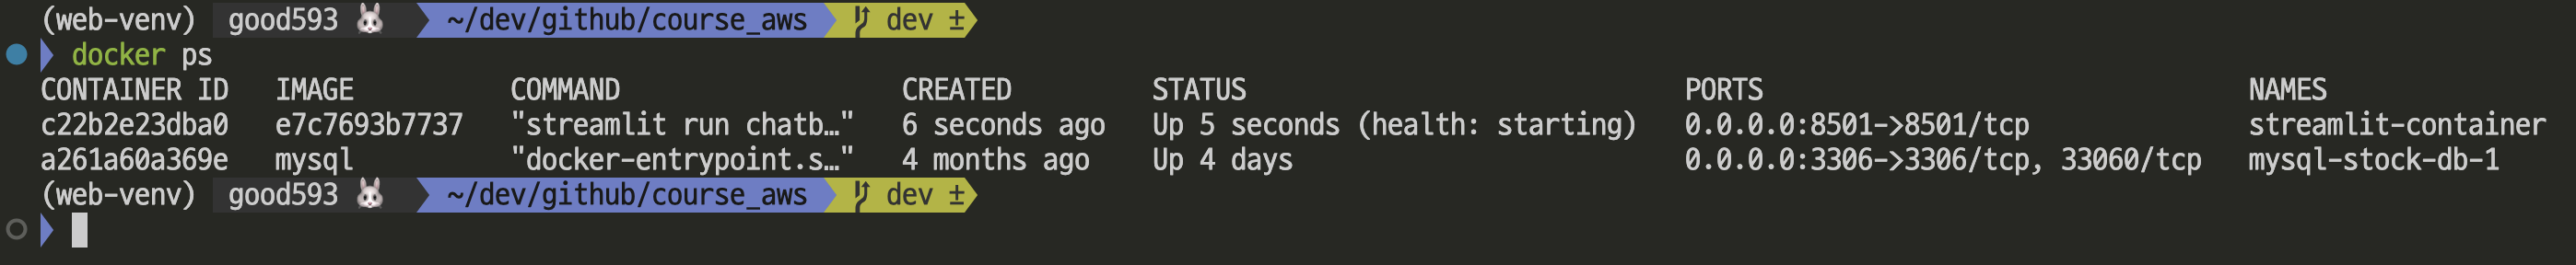 (web-venv) good593 🐰 ~/dev/github/course_aws dev ±
docker ps
CONTAINER ID IMAGE COMMAND CREATED STATUS PORTS NAMES
c22b2e23dba0 e7c7693b7737 "streamlit run chatb…" 6 seconds ago Up 5 seconds (health: starting) 0.0.0.0:8501->8501/tcp streamlit-container
a261a60a369e mysql "docker-entrypoint.s…" 4 months ago Up 4 days 0.0.0.0:3306->3306/tcp, 33060/tcp mysql-stock-db-1
(web-venv) good593 🐰 ~/dev/github/course_aws dev ±